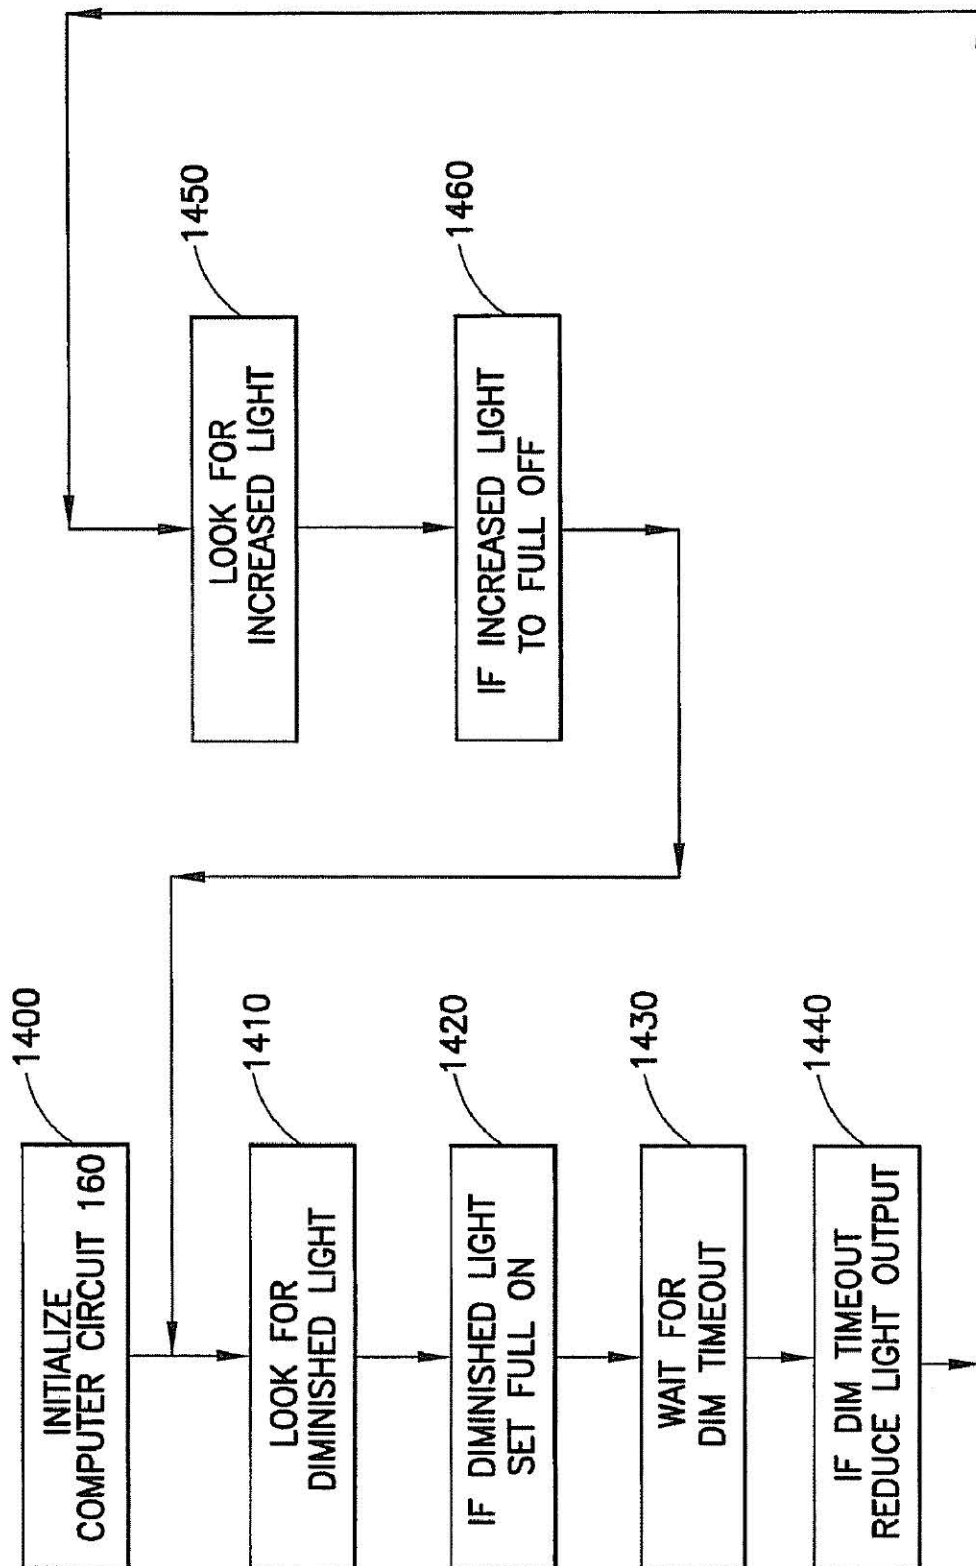 1400
INITIALIZE
COMPUTER CIRCUIT 160
1410
LOOK FOR
DIMINISHED LIGHT
1420
IF DIMINISHED LIGHT
SET FULL ON
1430
WAIT FOR
DIM TIMEOUT
1440
IF DIM TIMEOUT
REDUCE LIGHT OUTPUT
1450
LOOK FOR
INCREASED LIGHT
1460
IF INCREASED LIGHT
TO FULL OFF